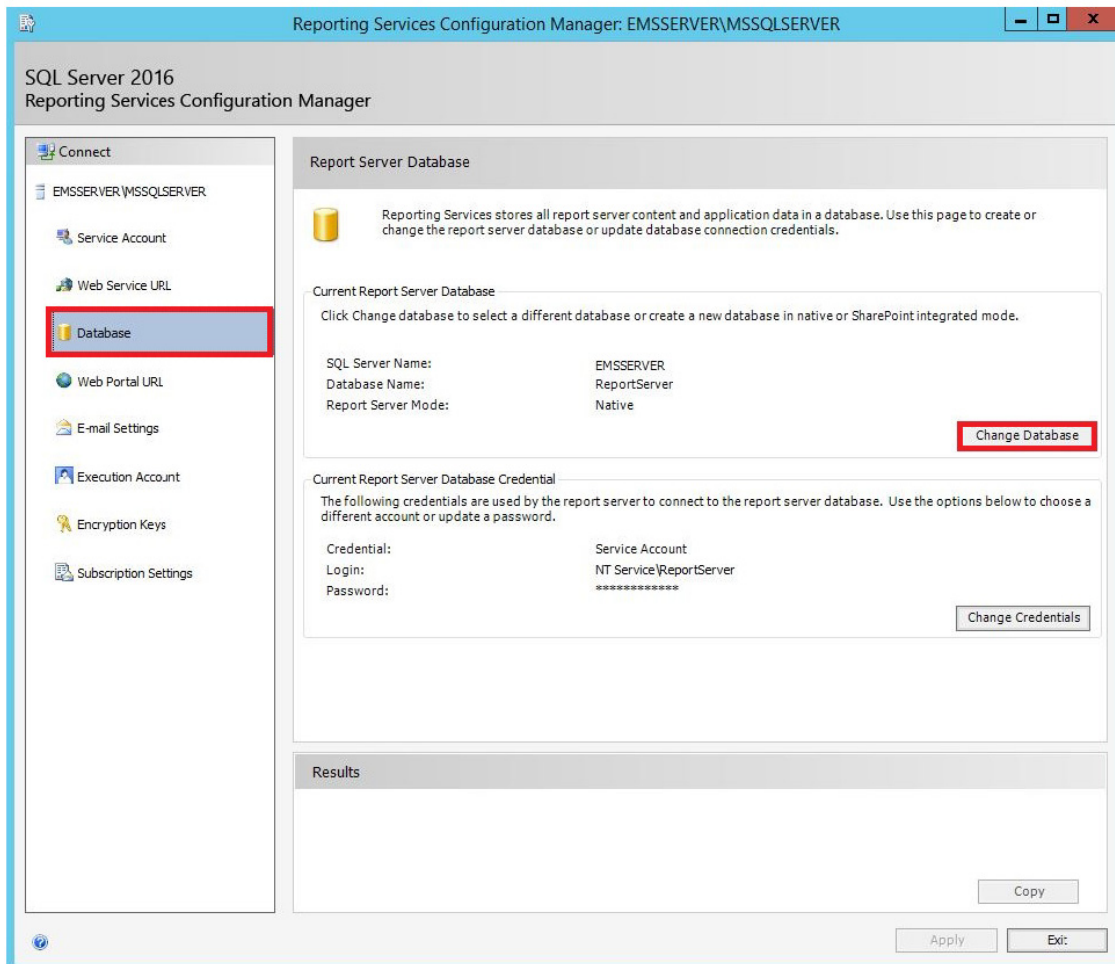 Reporting Services Configuration Manager: EMSSERVER\MSSQLSERVER
SQL Server 2016
Reporting Services Configuration Manager
Connect
EMSSERVER\MSSQLSERVER
Service Account
Web Service URL
Database
Web Portal URL
E-mail Settings
Execution Account
Encryption Keys
Subscription Settings
Report Server Database
Reporting Services stores all report server content and application data in a database. Use this page to create or
change the report server database or update database connection credentials.
Current Report Server Database
Click Change database to select a different database or create a new database in native or SharePoint integrated mode.
SQL Server Name: EMSSERVER
Database Name: ReportServer
Report Server Mode: Native
Change Database
Current Report Server Database Credential
The following credentials are used by the report server to connect to the report server database. Use the options below to choose a
different account or update a password.
Credential: Service Account
Login: NT Service\ReportServer
Password: ************
Change Credentials
Results
Copy
Apply
Exit